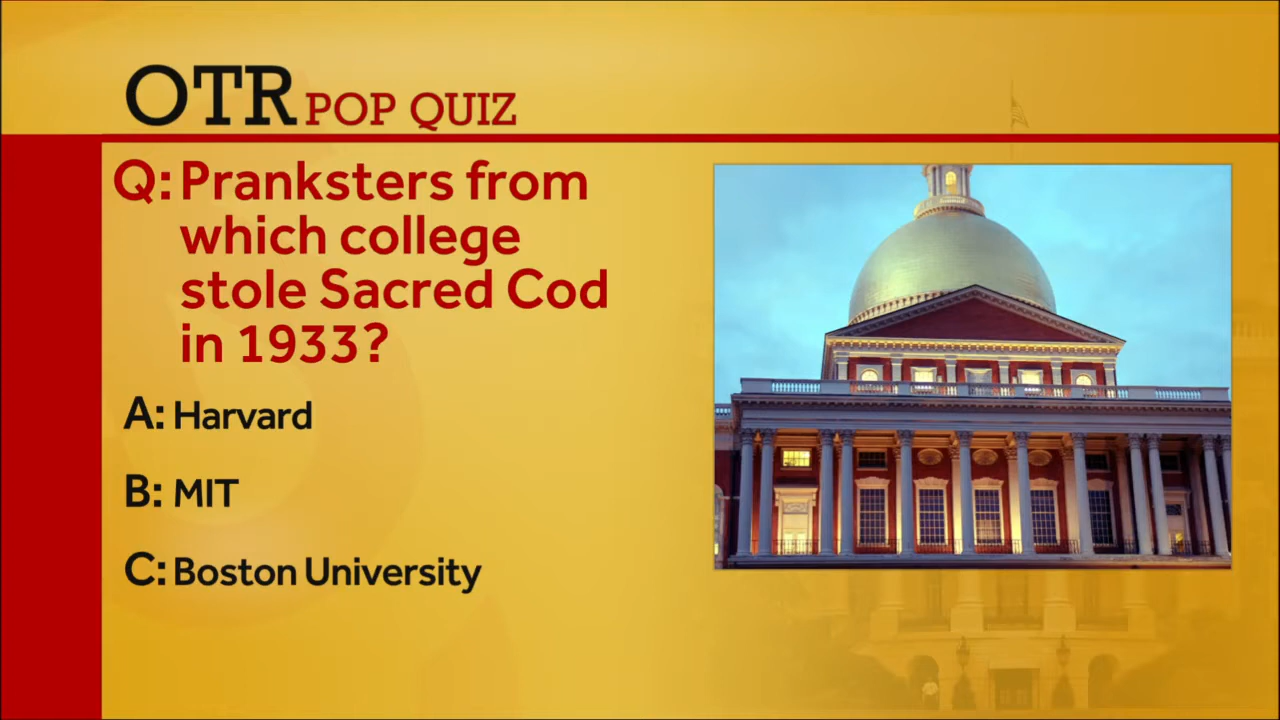 OTR POP QUIZ
Q: Pranksters from
which college
stole Sacred Cod
in 1933?
A: Harvard
B: MIT
C: Boston University